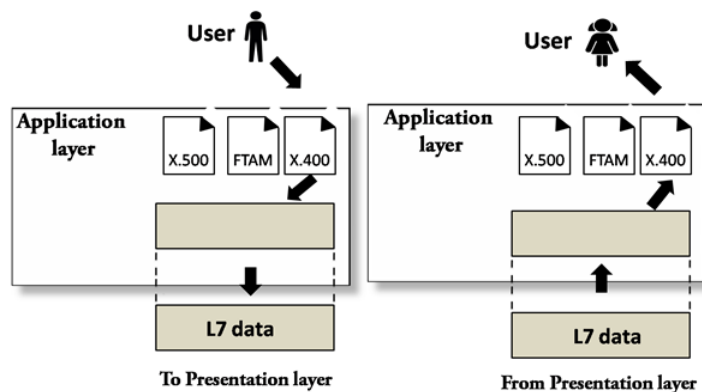 User
Application
layer
X.500 FTAM X.400
L7 data
To Presentation layer
User
Application
layer
X.500 FTAM X.400
L7 data
From Presentation layer